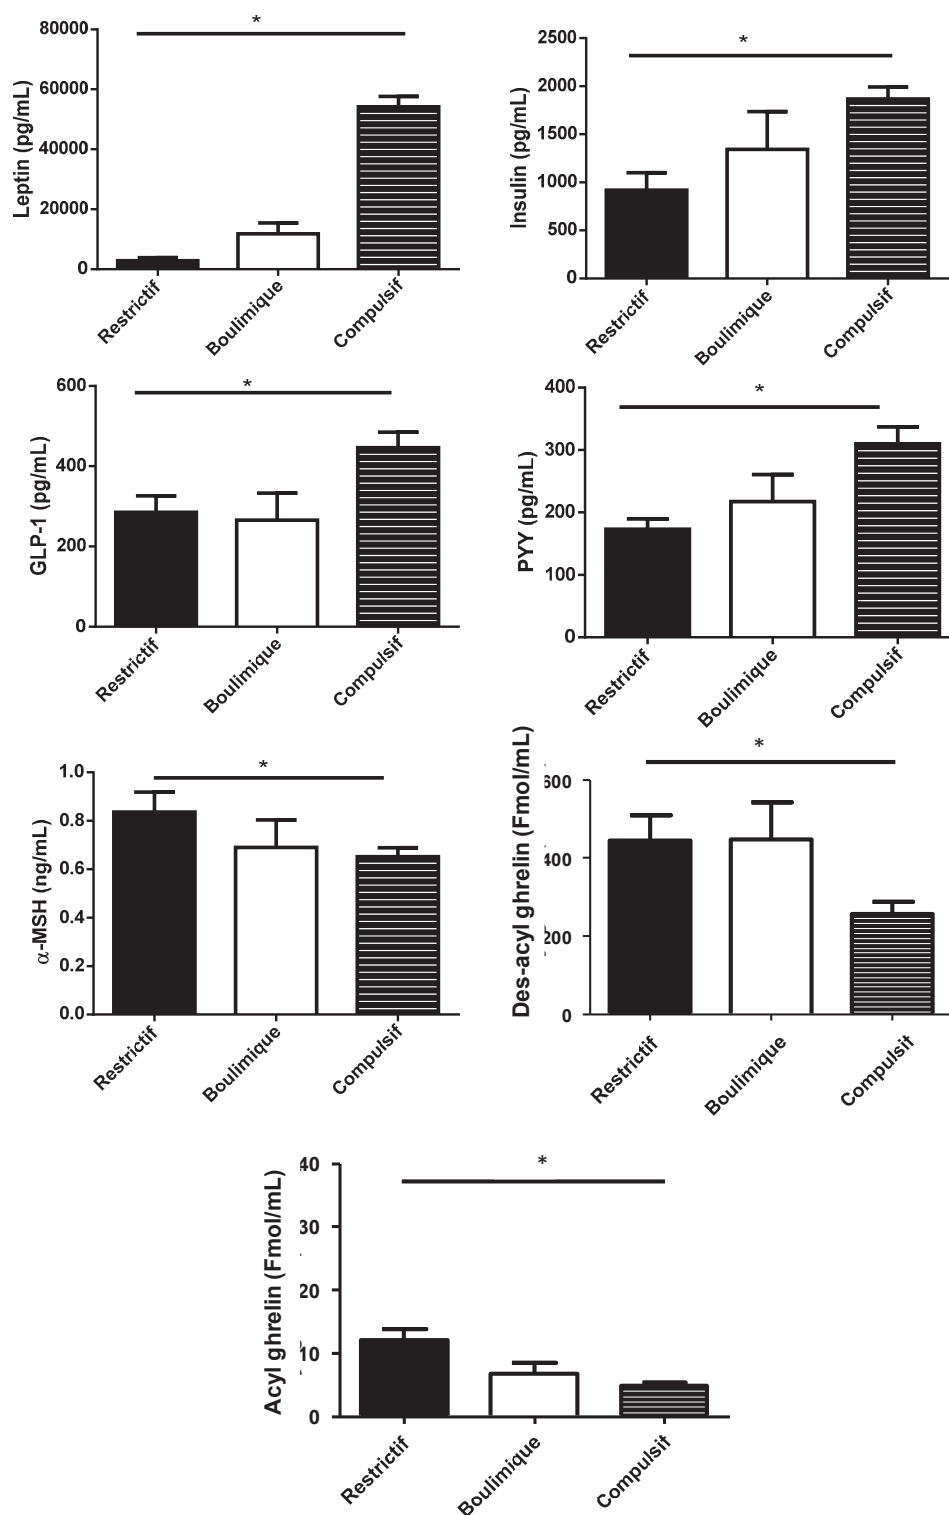 *
80000
60000
40000
20000
0
Leptin (pg/mL)
Restrictif
Boulimique
Compulsif
*
2500
2000
1500
1000
500
0
Insulin (pg/mL)
Restrictif
Boulimique
Compulsif
*
600
400
200
0
GLP-1 (pg/mL)
Restrictif
Boulimique
Compulsif
*
400
300
200
100
0
PYY (pg/mL)
Restrictif
Boulimique
Compulsif
*
1.0
0.8
0.6
0.4
0.2
0.0
α-MSH (ng/mL)
Restrictif
Boulimique
Compulsif
*
600
400
200
0
Des-acyl ghrelin (Fmol/mL)
Restrictif
Boulimique
Compulsif
*
40
30
20
10
0
Acyl ghrelin (Fmol/mL)
Restrictif
Boulimique
Compulsif